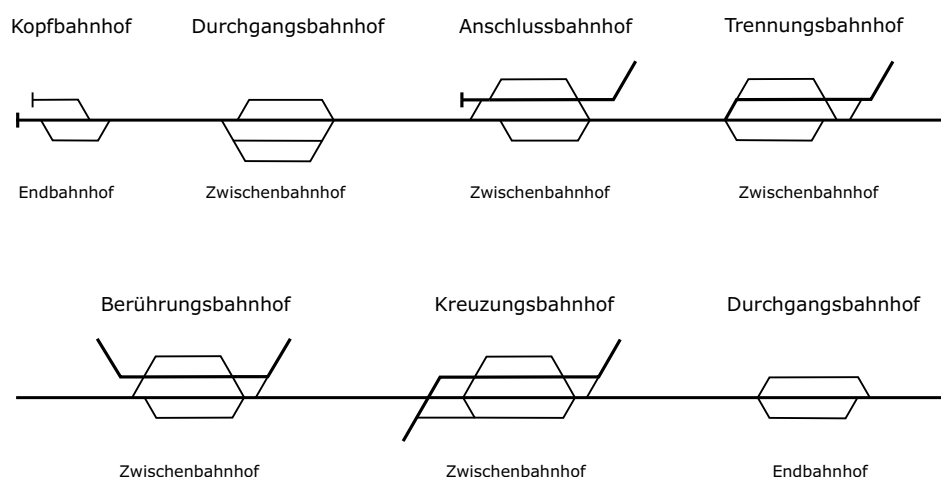 Kopfbahnhof Durchgangsbahnhof Anschlussbahnhof Trennungsbahnhof
Endbahnhof Zwischenbahnhof Zwischenbahnhof Zwischenbahnhof
Berührungsbahnhof Kreuzungsbahnhof Durchgangsbahnhof
Zwischenbahnhof Zwischenbahnhof Endbahnhof